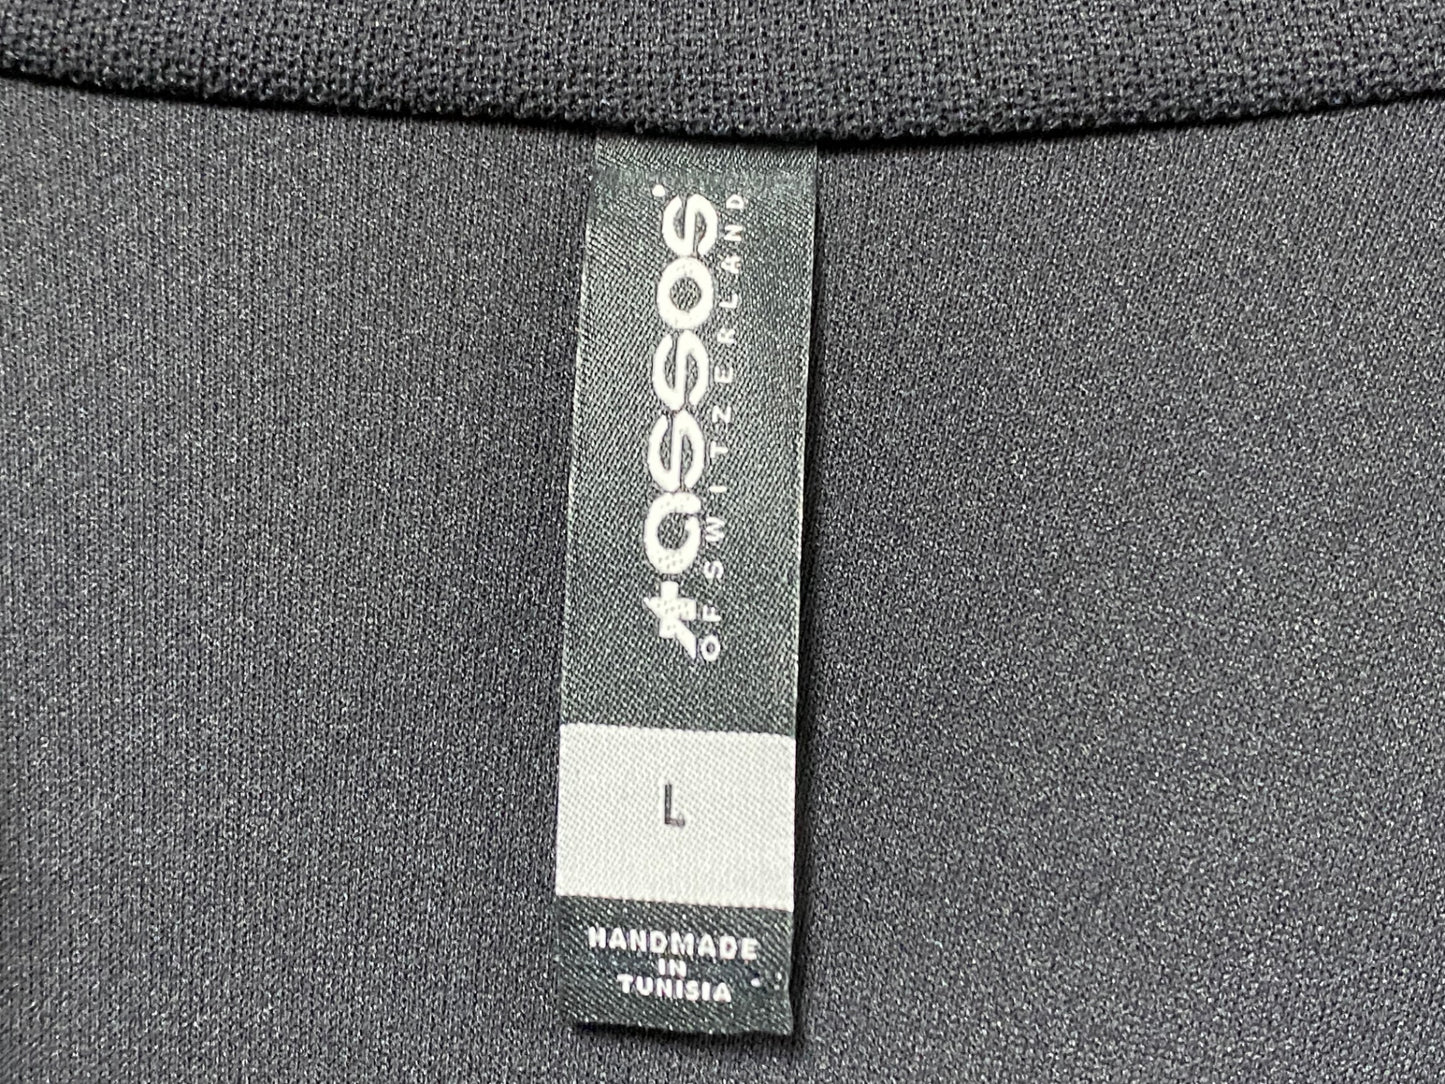 assos
OF SWITZERLAND
L
HANDMADE
IN
TUNISIA